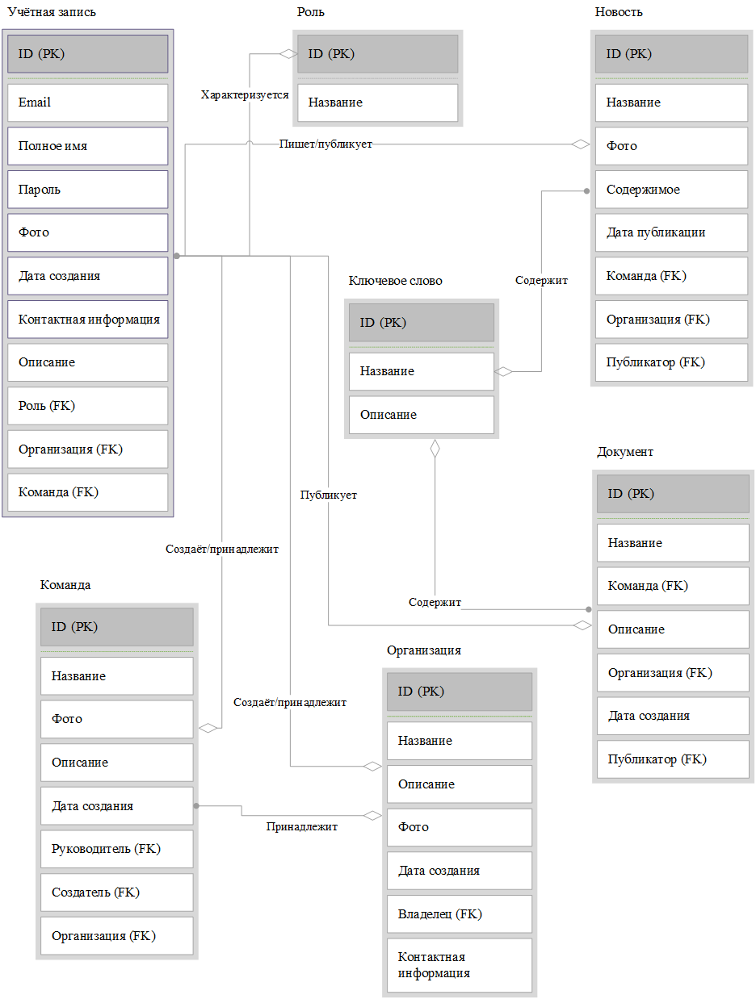 Учётная запись
ID (PK)
Email
Полное имя
Пароль
Фото
Дата создания
Контактная информация
Описание
Роль (FK)
Организация (FK)
Команда (FK)
Роль
ID (PK)
Название
Новость
ID (PK)
Название
Фото
Содержимое
Дата публикации
Команда (FK)
Организация (FK)
Публикатор (FK)
Характеризуется
Пишет/публикует
Содержит
Ключевое слово
ID (PK)
Название
Описание
Документ
ID (PK)
Название
Команда (FK)
Описание
Организация (FK)
Дата создания
Публикатор (FK)
Публикует
Создаёт/принадлежит
Содержит
Команда
ID (PK)
Название
Фото
Описание
Дата создания
Руководитель (FK)
Создатель (FK)
Организация (FK)
Создаёт/принадлежит
Принадлежит
Организация
ID (PK)
Название
Описание
Фото
Дата создания
Владелец (FK)
Контактная
информация